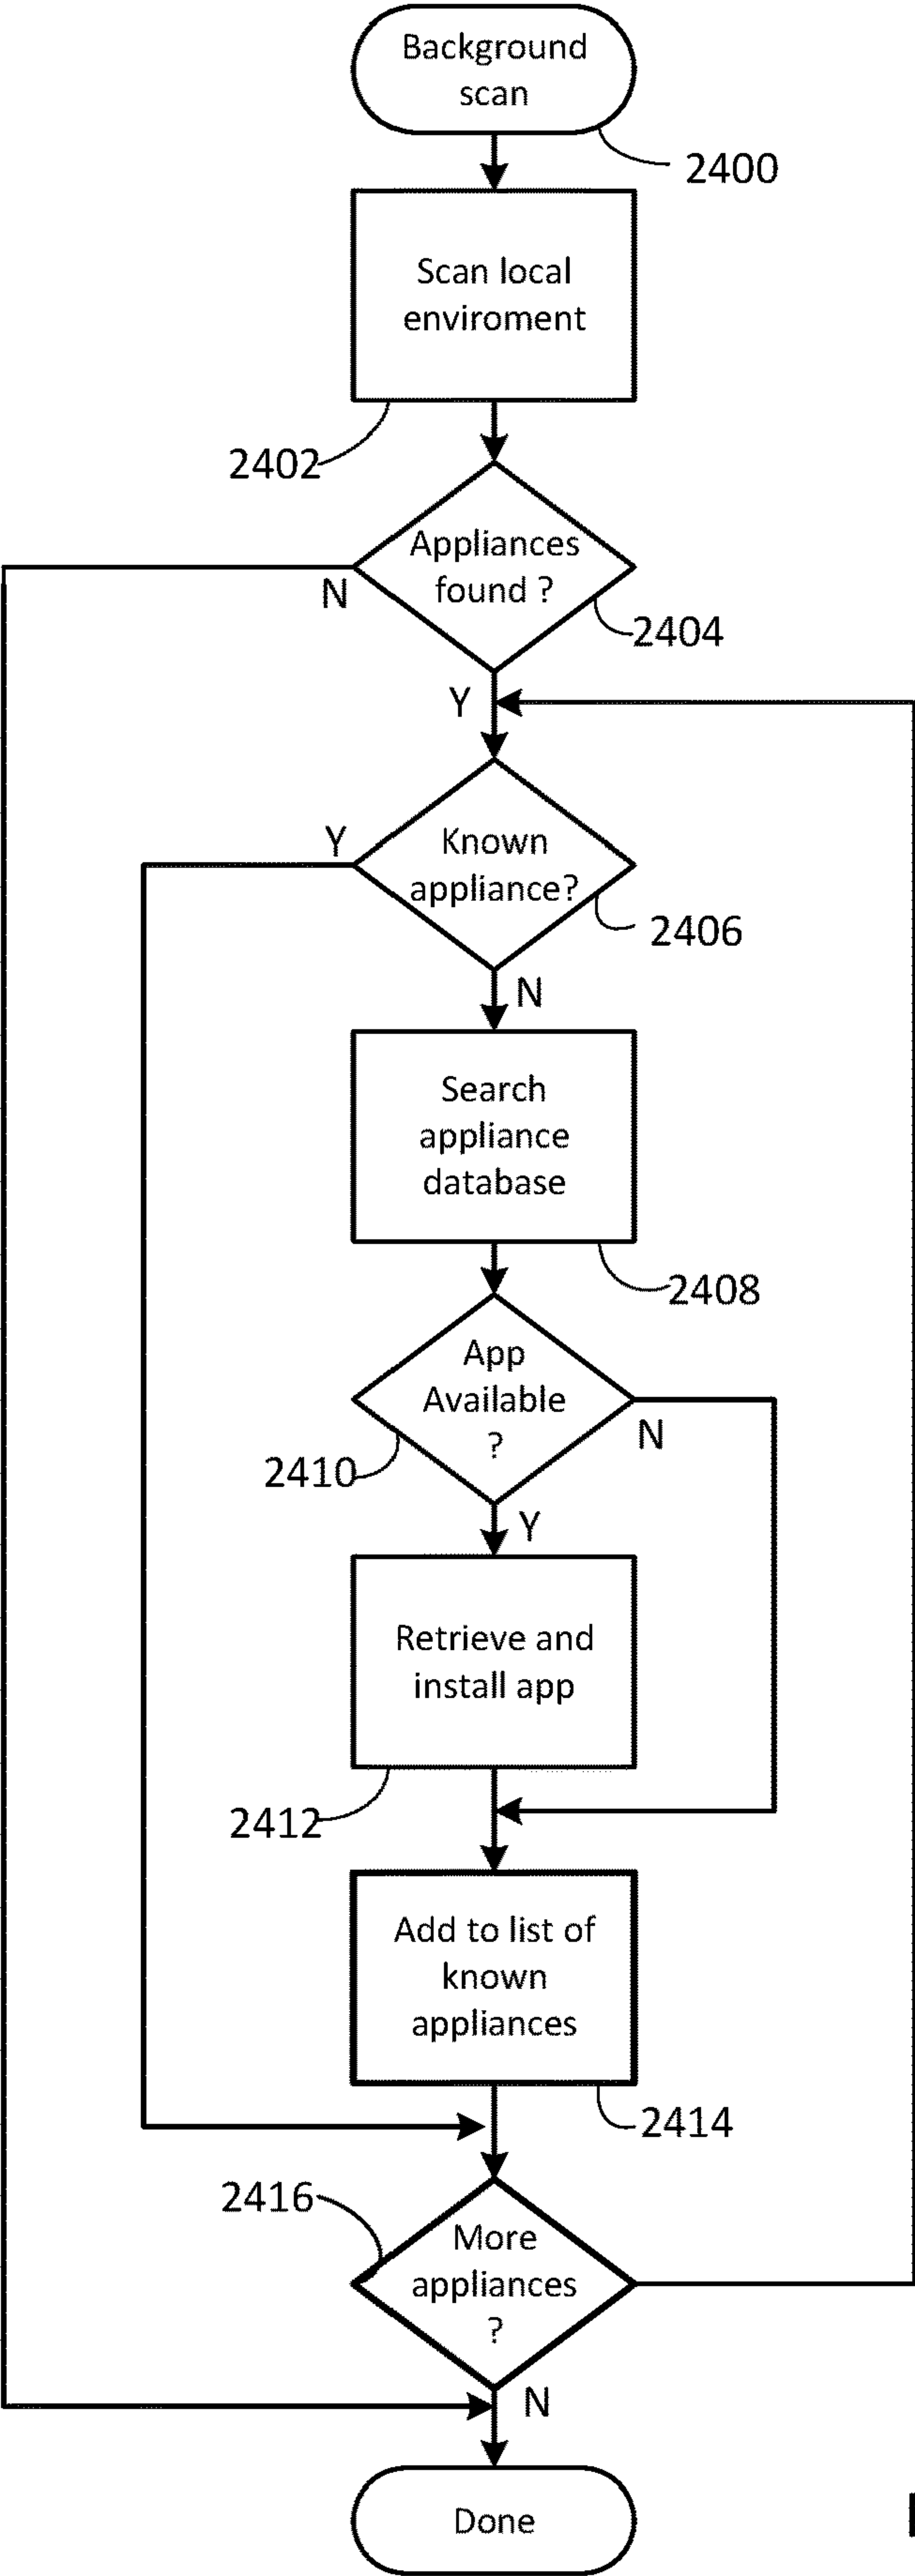 Background
scan
2400
Scan local
enviroment
2402
Appliances
found ?
N
2404
Y
Known
appliance?
Y
2406
N
Search
appliance
database
2408
App
Available
?
N
2410
Y
Retrieve and
install app
2412
Add to list of
known
appliances
2414
2416
More
appliances
?
N
Done